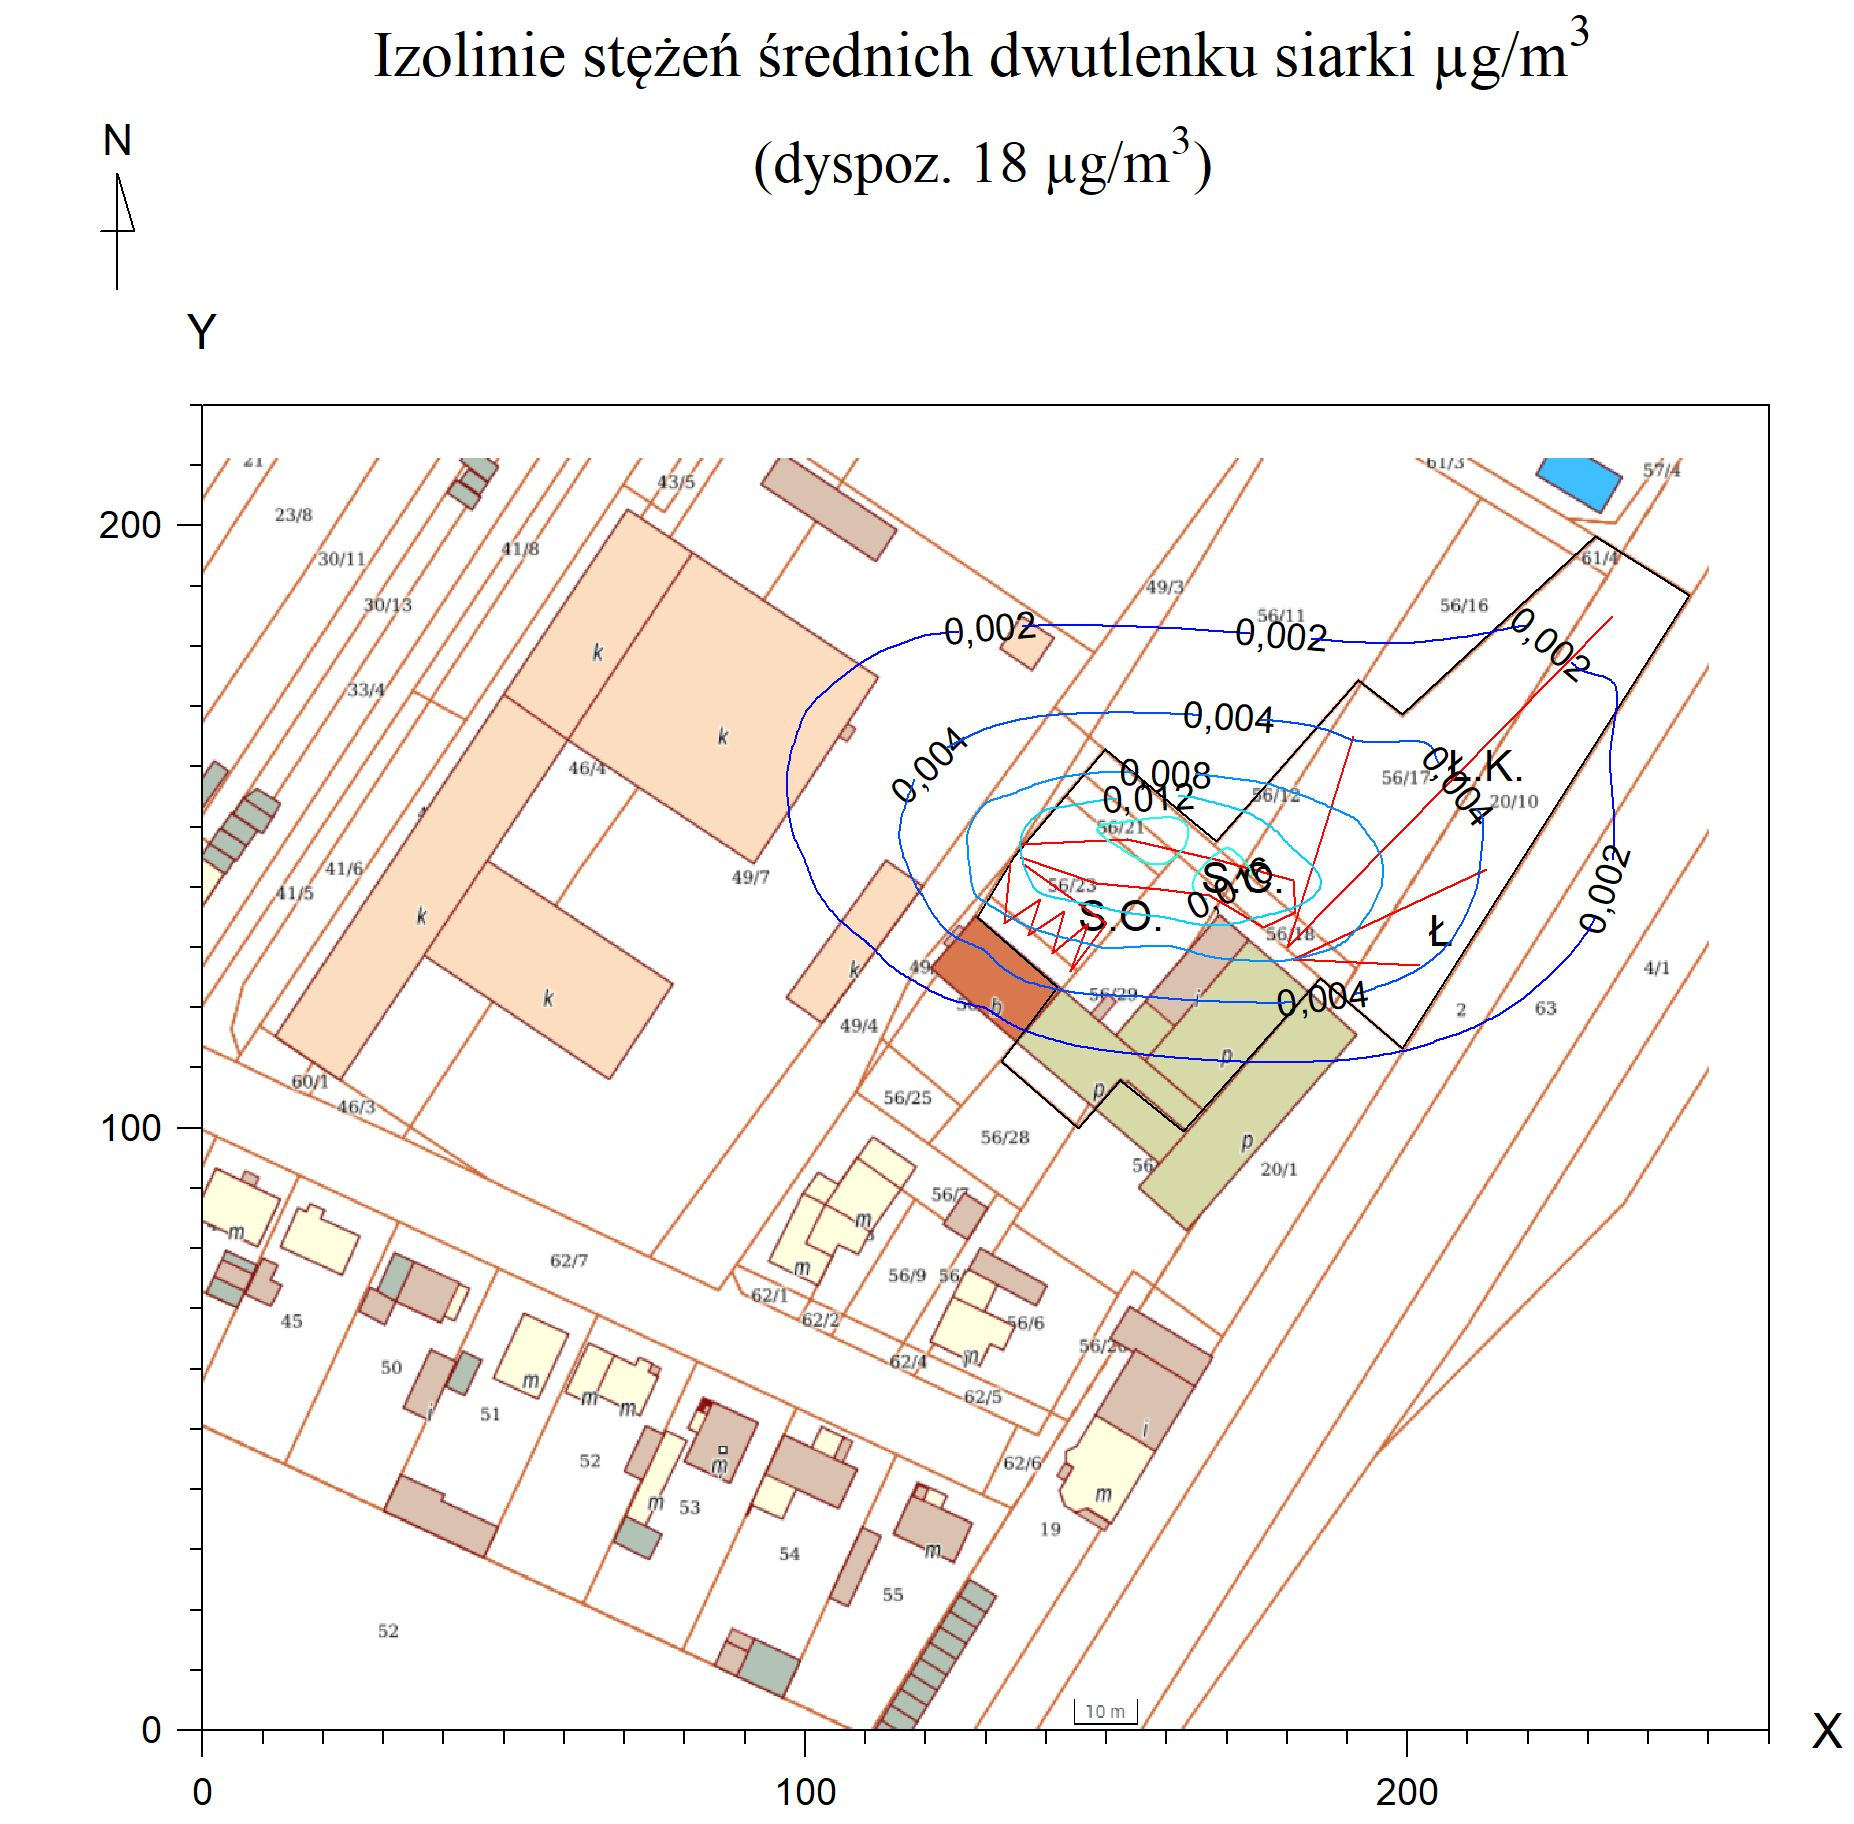 Izolinie stężeń średnich dwutlenku siarki µg/m³
(dyspoz. 18 µg/m³)
N
Y
200
100
0
0
100
200
X
21
23/8
30/11
30/13
33/4
41/8
43/5
61/3
57/4
49/3
56/11
56/16
61/4
k
k
k
k
k
46/4
49/7
41/6
41/5
0,002
0,002
0,002
0,002
0,004
0,004
0,004
0,004
0,008
0,012
0,016
56/21
56/12
56/17
Ł.K.
20/10
56/23
S.O.
S.O.
56/18
Ł
4/1
2
63
49/4
56/29
b
i
p
p
p
60/1
46/3
56/25
56/28
20/1
56
56/7
62/7
m
m
m
62/1
62/2
56/9
56/6
45
50
51
52
53
54
55
52
i
m
m
m
m
m
m
m
62/4
62/5
62/6
i
m
19
10 m